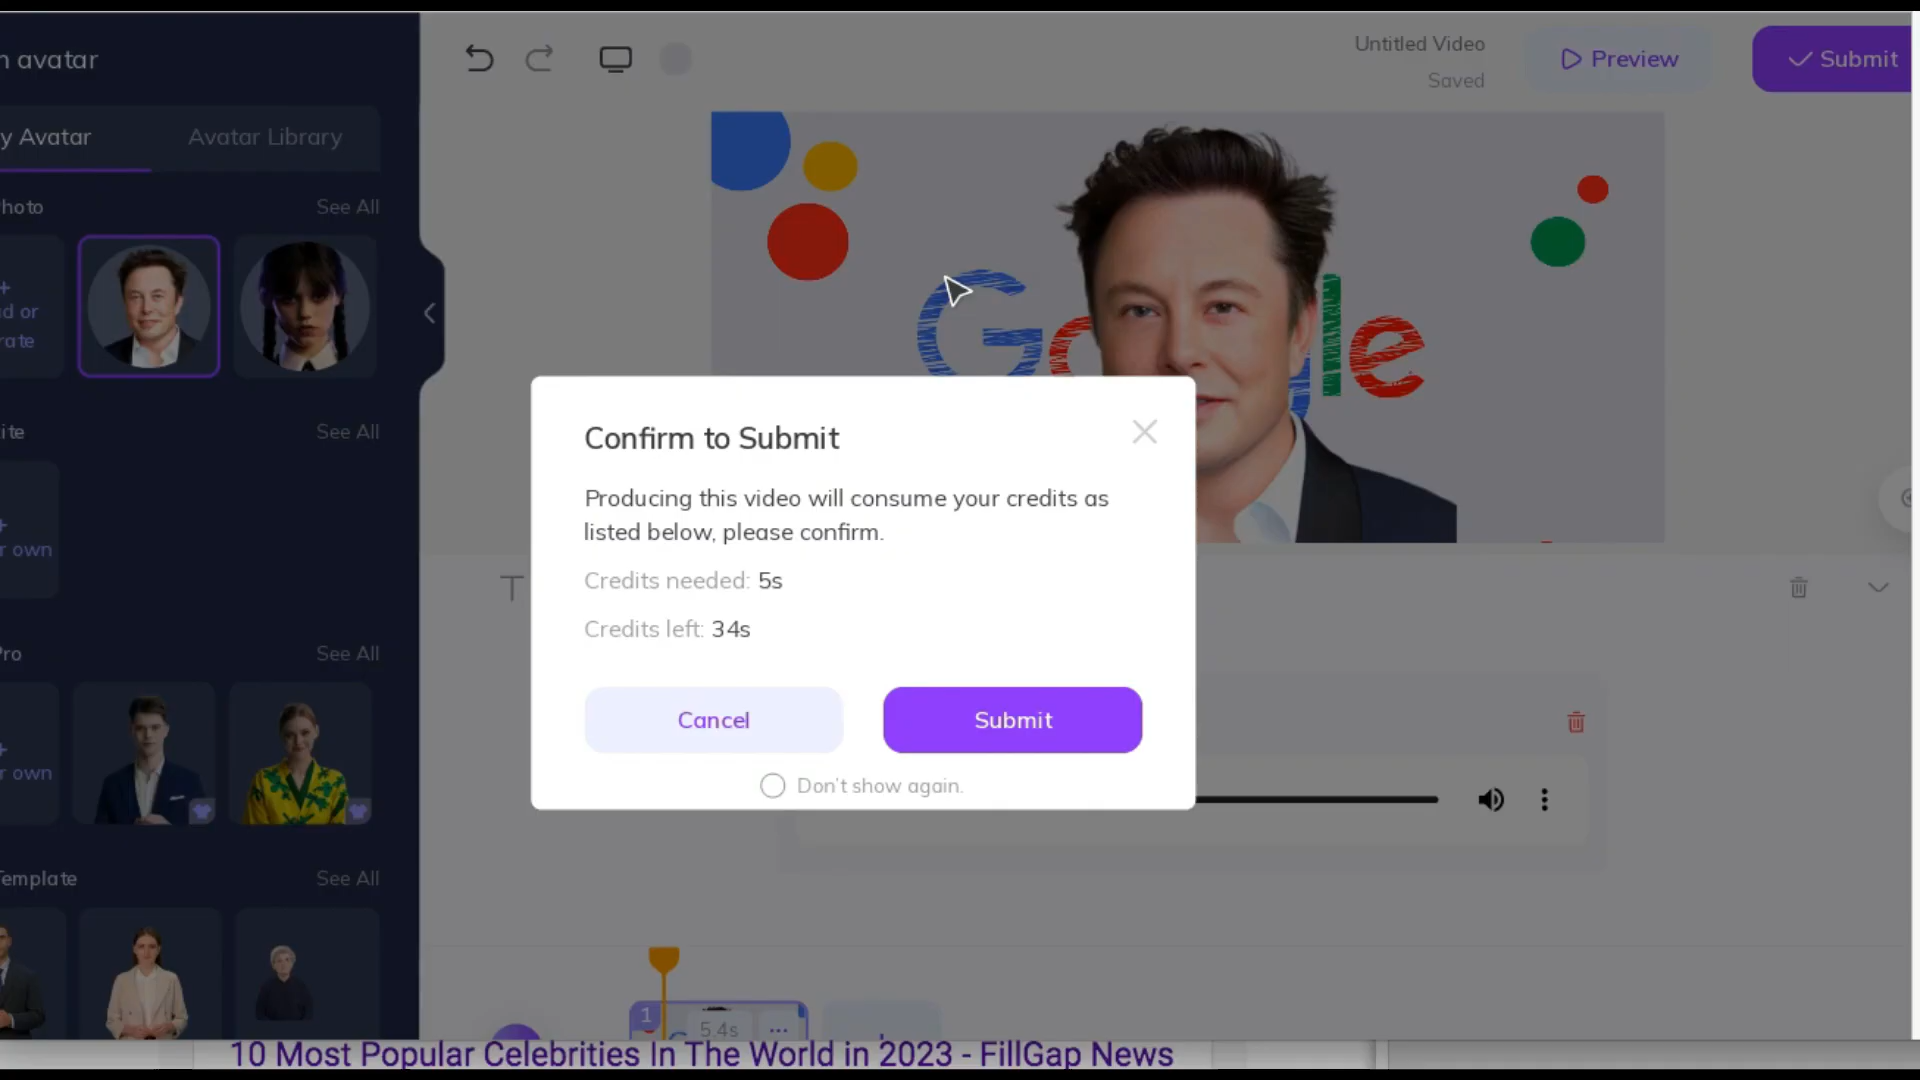 n avatar
Untitled Video
Saved
Preview
Submit
y Avatar
Avatar Library
hoto
See All
+
d or
rate
Google
ite
See All
+
r own
Confirm to Submit
Producing this video will consume your credits as
listed below, please confirm.
Credits needed: 5s
Credits left: 34s
T
Pro
See All
+
r own
Cancel
Submit
Don't show again.
Template
See All
1
5.4s
10 Most Popular Celebrities In The World in 2023 - FillGap News